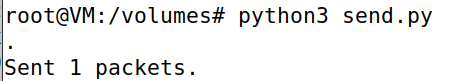 root@VM:/volumes# python3 send.py
.
Sent 1 packets.